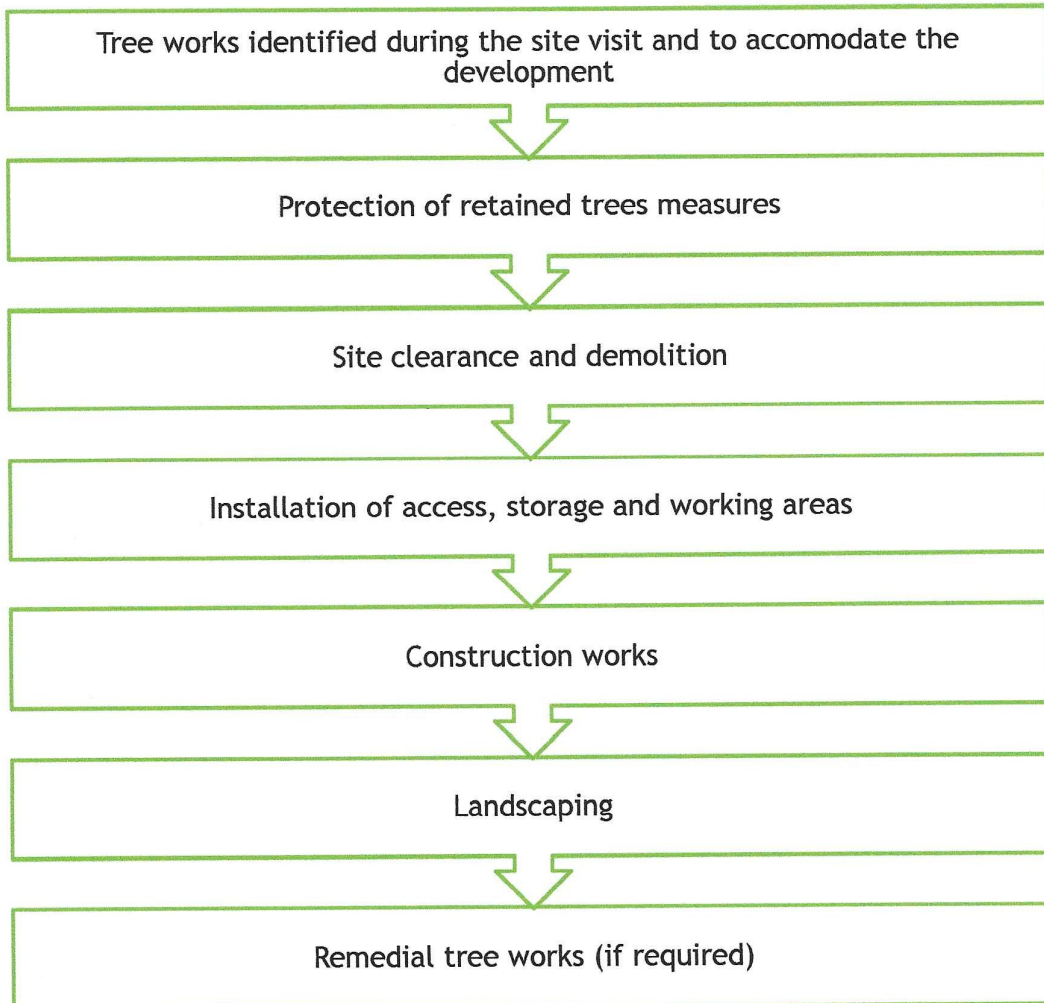 Tree works identified during the site visit and to accomodate the
development
Protection of retained trees measures
Site clearance and demolition
Installation of access, storage and working areas
Construction works
Landscaping
Remedial tree works (if required)